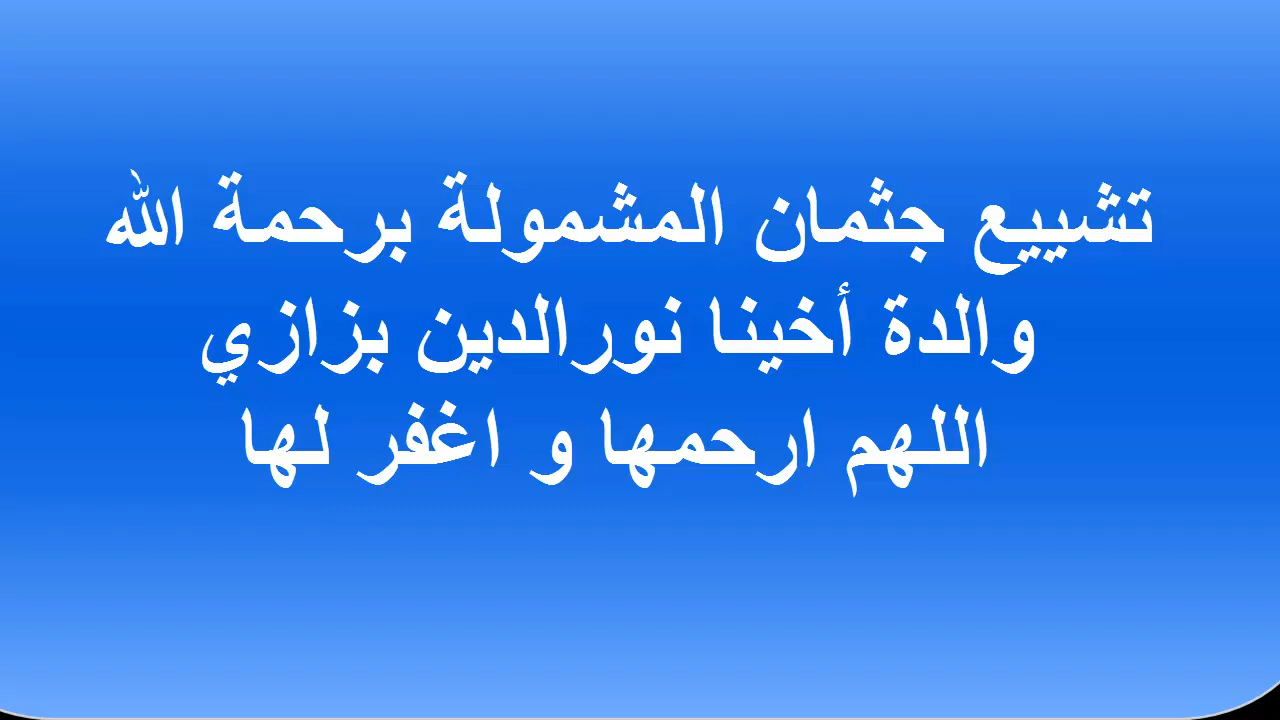 تشييع جثمان المشمولة برحمة الله
والدة أخينا نورالدين بزازي
اللهم ارحمها و اغفر لها